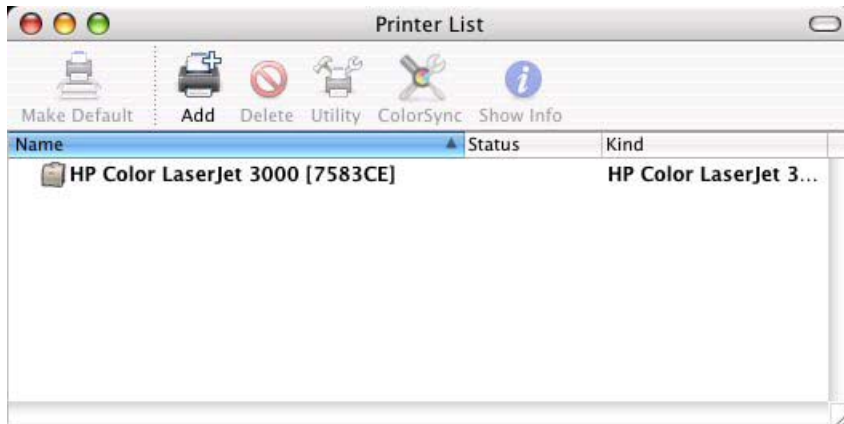 Printer List
Make Default Add Delete Utility ColorSync Show Info
Name Status Kind
HP Color LaserJet 3000 [7583CE] HP Color LaserJet 3...